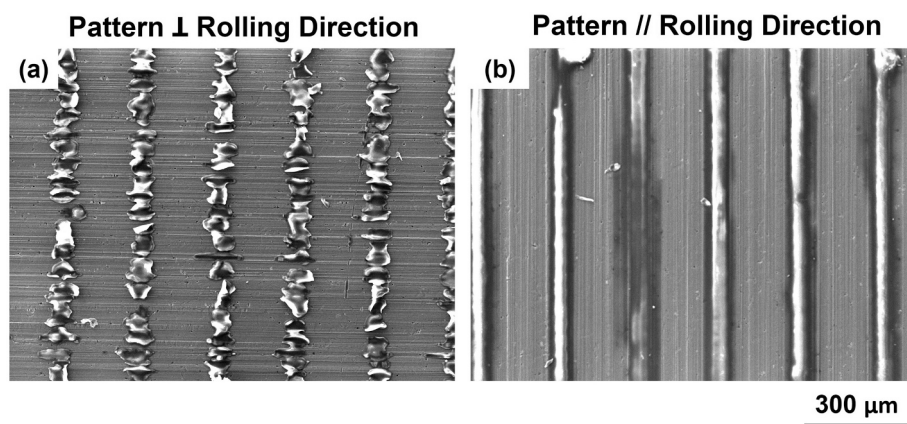 Pattern ⊥ Rolling Direction
Pattern // Rolling Direction
(a)
(b)
300 µm